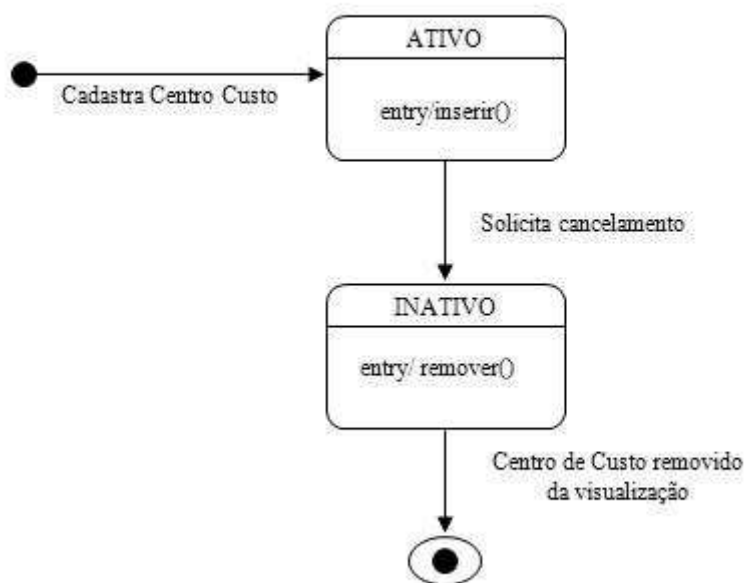 ATIVO
Cadastra Centro Custo
entry/inserir()
Solicita cancelamento
INATIVO
entry/ remover()
Centro de Custo removido
da visualização